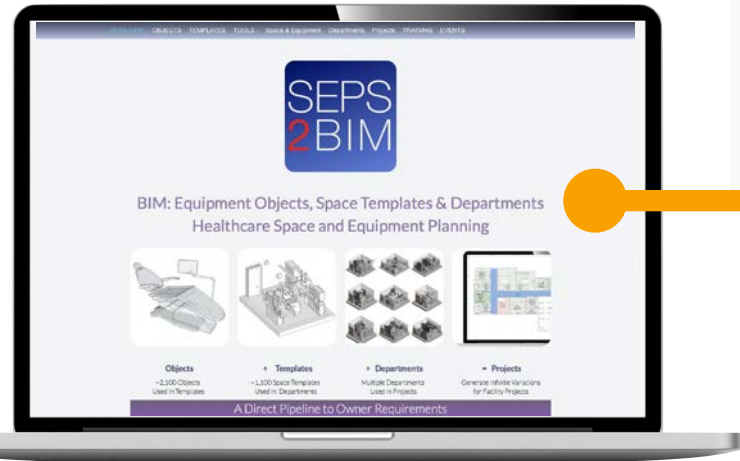 OBJECTS TEMPLATES TOOLS Space & Equipment Departments Projects TRAINING EVENTS
SEPS
2BIM
BIM: Equipment Objects, Space Templates & Departments
Healthcare Space and Equipment Planning
Objects + Templates + Departments = Projects
~2,100 Objects ~1,100 Space Templates Multiple Departments Generate Infinite Variations
Used in Templates Used in Departments Used in Projects for Facility Projects
A Direct Pipeline to Owner Requirements